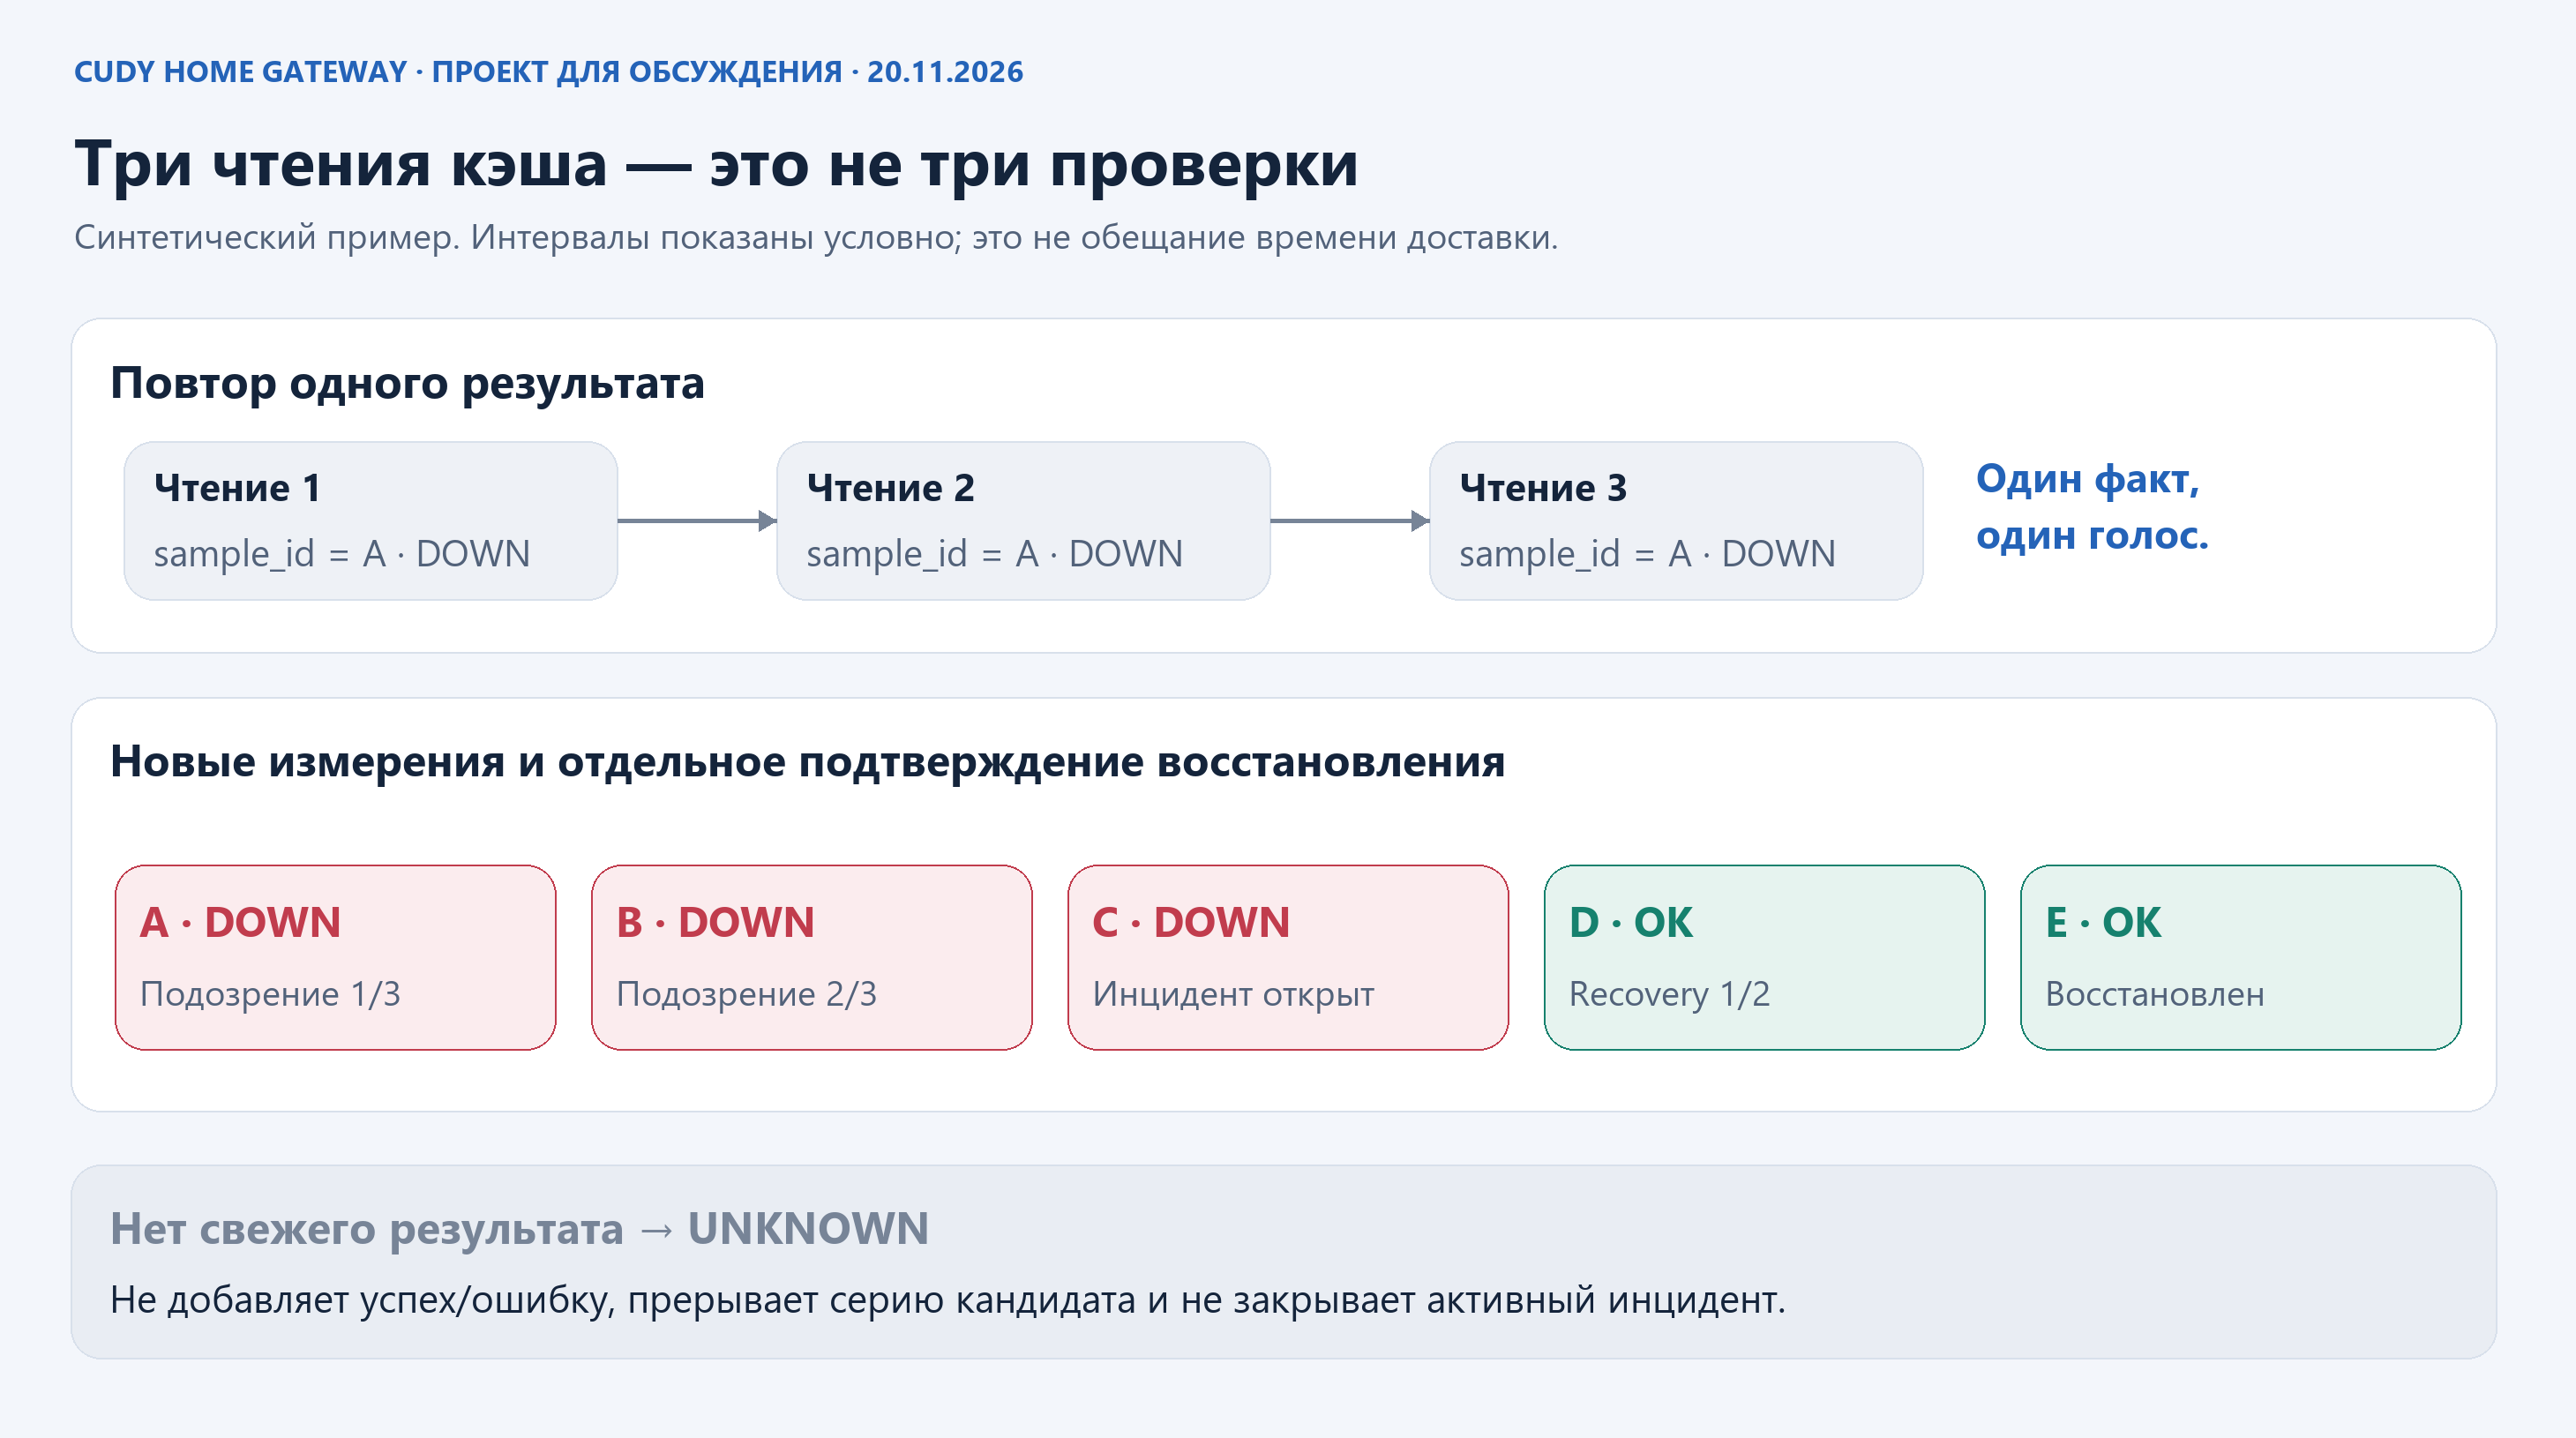 CUDY HOME GATEWAY · ПРОЕКТ ДЛЯ ОБСУЖДЕНИЯ · 20.11.2026
Три чтения кэша — это не три проверки
Синтетический пример. Интервалы показаны условно; это не обещание времени доставки.
Повтор одного результата
Чтение 1
sample_id = A · DOWN
Чтение 2
sample_id = A · DOWN
Чтение 3
sample_id = A · DOWN
Один факт,
один голос.
Новые измерения и отдельное подтверждение восстановления
A · DOWN
Подозрение 1/3
B · DOWN
Подозрение 2/3
C · DOWN
Инцидент открыт
D · OK
Recovery 1/2
E · OK
Восстановлен
Нет свежего результата → UNKNOWN
Не добавляет успех/ошибку, прерывает серию кандидата и не закрывает активный инцидент.